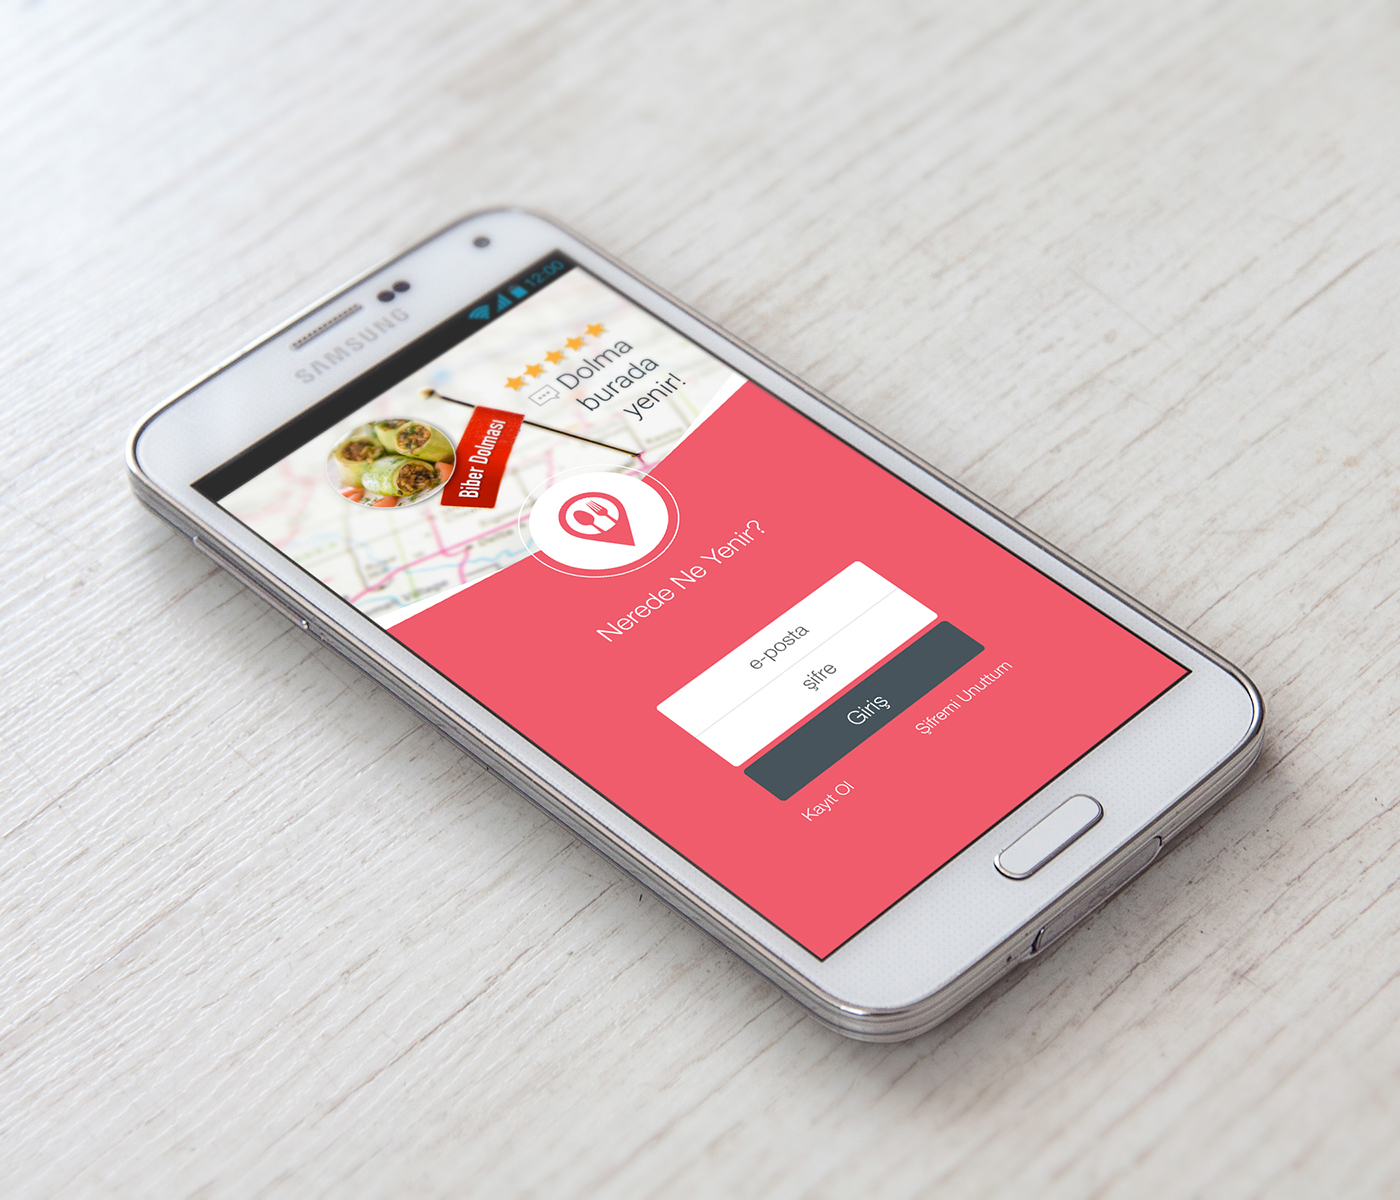 SAMSUNG
12:00
Dolma
burada
yenir!
Biber Dolması
Nerede Ne Yenir?
e-posta
şifre
Giriş
Kayıt Ol
Şifremi Unuttum